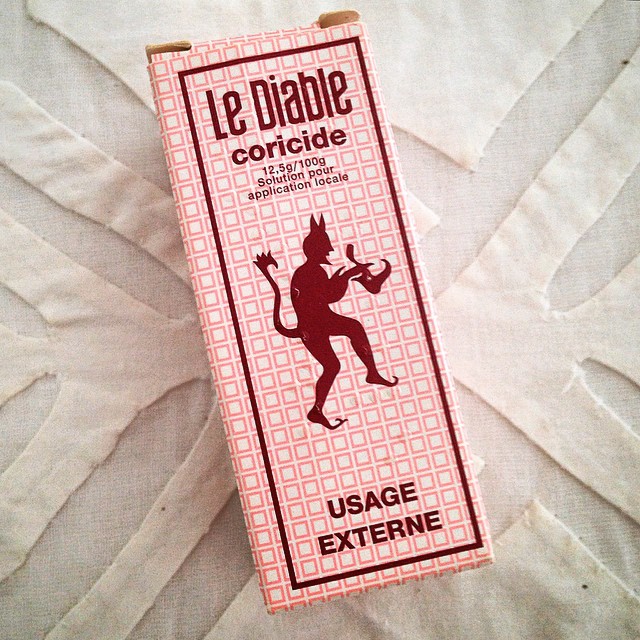 Le Diable
coricide
12,5g/100g
Solution pour
application locale
USAGE
EXTERNE